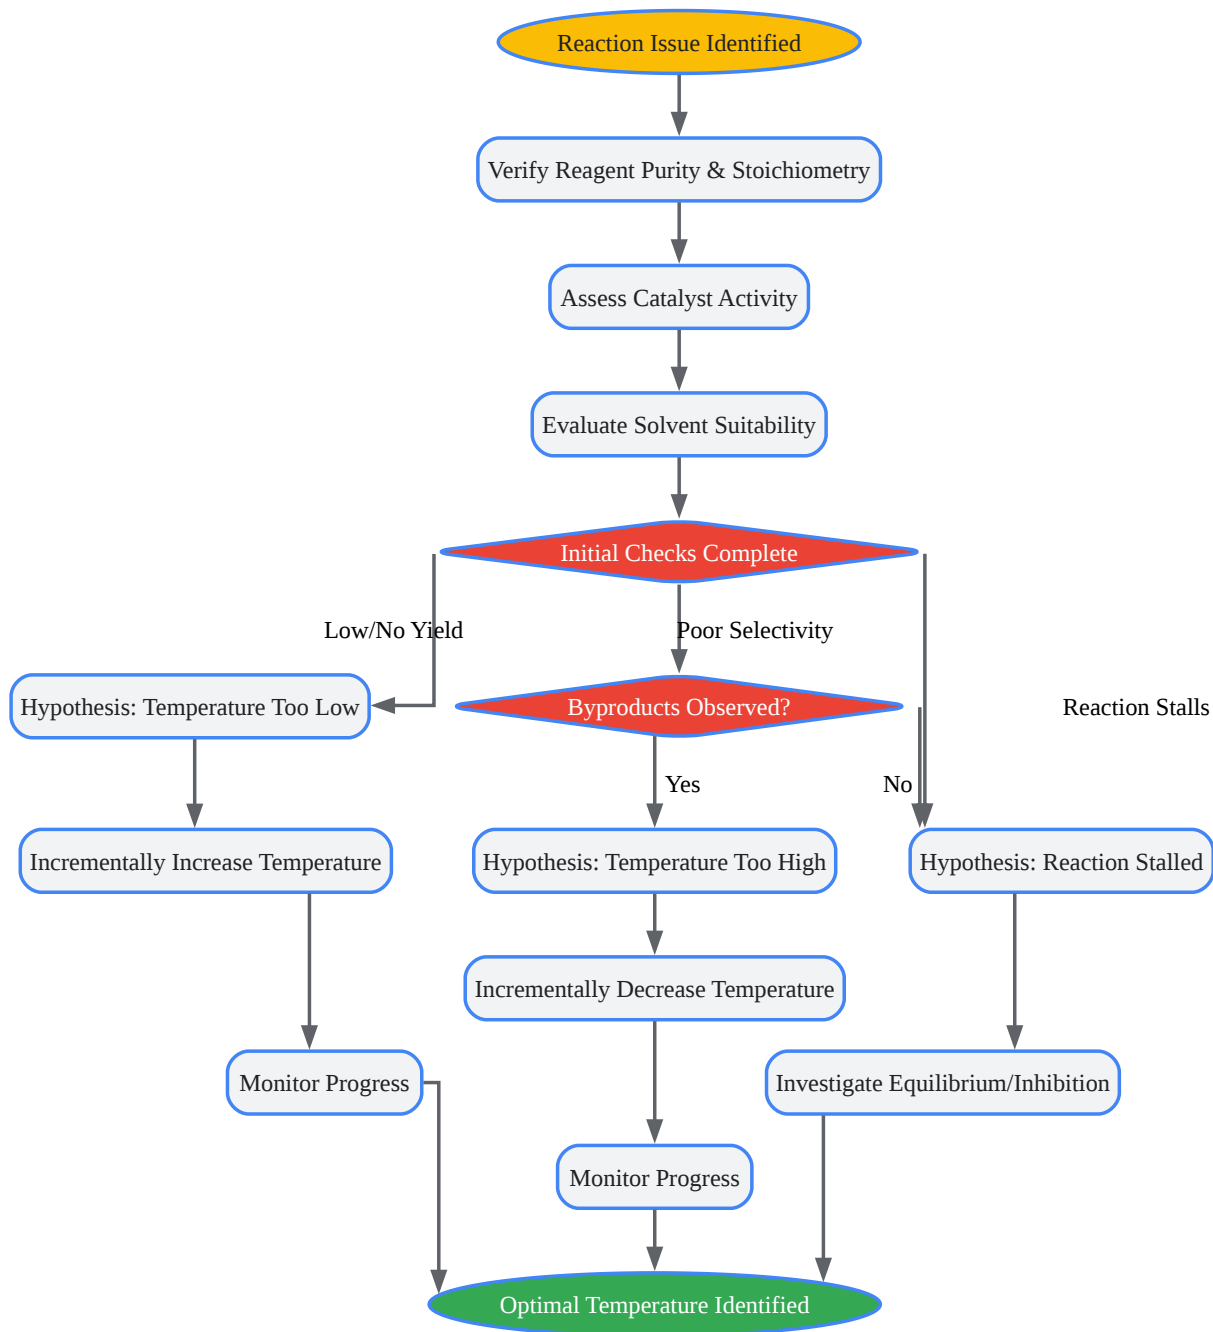 Reaction Issue Identified
Verify Reagent Purity & Stoichiometry
Assess Catalyst Activity
Evaluate Solvent Suitability
Initial Checks Complete
Low/No Yield
Poor Selectivity
Hypothesis: Temperature Too Low
Byproducts Observed?
Reaction Stalls
Yes
No
Incrementally Increase Temperature
Hypothesis: Temperature Too High
Hypothesis: Reaction Stalled
Incrementally Decrease Temperature
Monitor Progress
Investigate Equilibrium/Inhibition
Monitor Progress
Optimal Temperature Identified